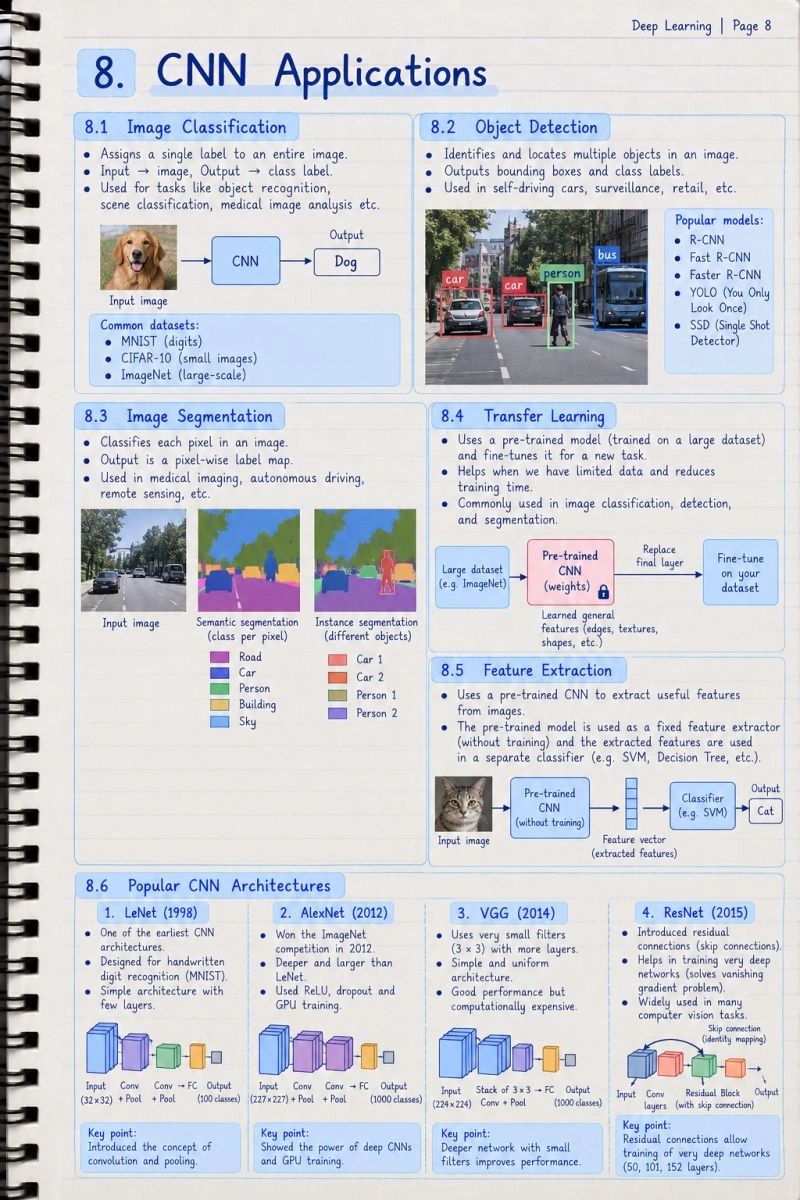 Deep Learning | Page 8
8. CNN Applications
8.1 Image Classification
• Assigns a single label to an entire image.
• Input → image, Output → class label.
• Used for tasks like object recognition,
scene classification, medical image analysis etc.
Input image
CNN
Output
Dog
Common datasets:
• MNIST (digits)
• CIFAR-10 (small images)
• ImageNet (large-scale)
8.2 Object Detection
• Identifies and locates multiple objects in an image.
• Outputs bounding boxes and class labels.
• Used in self-driving cars, surveillance, retail, etc.
car
car
person
bus
Popular models:
• R-CNN
• Fast R-CNN
• Faster R-CNN
• YOLO (You Only
Look Once)
• SSD (Single Shot
Detector)
8.3 Image Segmentation
• Classifies each pixel in an image.
• Output is a pixel-wise label map.
• Used in medical imaging, autonomous driving,
remote sensing, etc.
Input image
Semantic segmentation
(class per pixel)
Road
Car
Person
Building
Sky
Instance segmentation
(different objects)
Car 1
Car 2
Person 1
Person 2
8.4 Transfer Learning
• Uses a pre-trained model (trained on a large dataset)
and fine-tunes it for a new task.
• Helps when we have limited data and reduces
training time.
• Commonly used in image classification, detection,
and segmentation.
Large dataset
(e.g. ImageNet)
Pre-trained
CNN
(weights)
Replace
final layer
Fine-tune
on your
dataset
Learned general
features (edges, textures,
shapes, etc.)
8.5 Feature Extraction
• Uses a pre-trained CNN to extract useful features
from images.
• The pre-trained model is used as a fixed feature extractor
(without training) and the extracted features are used
in a separate classifier (e.g. SVM, Decision Tree, etc.).
Input image
Pre-trained
CNN
(without training)
Feature vector
(extracted features)
Classifier
(e.g. SVM)
Output
Cat
8.6 Popular CNN Architectures
1. LeNet (1998)
• One of the earliest CNN
architectures.
• Designed for handwritten
digit recognition (MNIST).
• Simple architecture with
few layers.
Input Conv Conv → FC Output
(32×32) + Pool + Pool (100 classes)
Key point:
Introduced the concept of
convolution and pooling.
2. AlexNet (2012)
• Won the ImageNet
competition in 2012.
• Deeper and larger than
LeNet.
• Used ReLU, dropout and
GPU training.
Input Conv Conv → FC Output
(227×227) + Pool + Pool (1000 classes)
Key point:
Showed the power of deep CNNs
and GPU training.
3. VGG (2014)
• Uses very small filters
(3 × 3) with more layers.
• Simple and uniform
architecture.
• Good performance but
computationally expensive.
Input Stack of 3×3 → FC Output
(224×224) Conv + Pool (1000 classes)
Key point:
Deeper network with small
filters improves performance.
4. ResNet (2015)
• Introduced residual
connections (skip connections).
• Helps in training very deep
networks (solves vanishing
gradient problem).
• Widely used in many
computer vision tasks.
Skip connection
(identity mapping)
Input Conv Residual Block Output
layers (with skip connection)
Key point:
Residual connections allow
training of very deep networks
(50, 101, 152 layers).